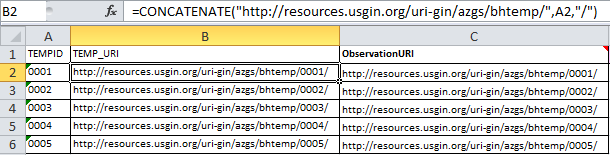 B2 =CONCATENATE("http://resources.usgin.org/uri-gin/azgs/bhtemp/",A2,"/")
A B C
1 TEMPID TEMP_URI ObservationURI
2 0001 http://resources.usgin.org/uri-gin/azgs/bhtemp/0001/ http://resources.usgin.org/uri-gin/azgs/bhtemp/0001/
3 0002 http://resources.usgin.org/uri-gin/azgs/bhtemp/0002/ http://resources.usgin.org/uri-gin/azgs/bhtemp/0002/
4 0003 http://resources.usgin.org/uri-gin/azgs/bhtemp/0003/ http://resources.usgin.org/uri-gin/azgs/bhtemp/0003/
5 0004 http://resources.usgin.org/uri-gin/azgs/bhtemp/0004/ http://resources.usgin.org/uri-gin/azgs/bhtemp/0004/
6 0005 http://resources.usgin.org/uri-gin/azgs/bhtemp/0005/ http://resources.usgin.org/uri-gin/azgs/bhtemp/0005/